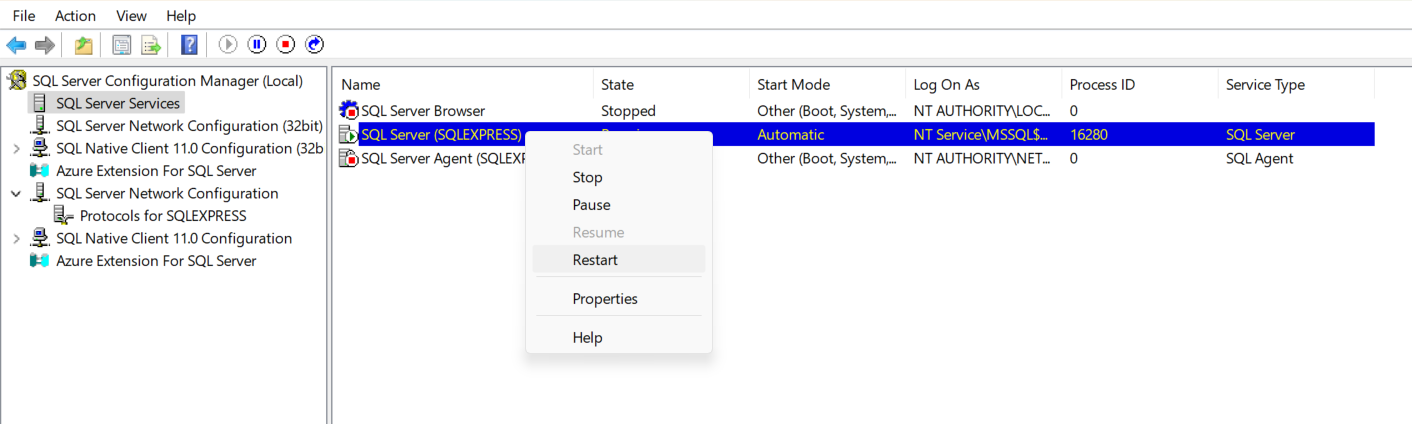 File Action View Help
Name State Start Mode Log On As Process ID Service Type
SQL Server Configuration Manager (Local)
SQL Server Services
SQL Server Network Configuration (32bit)
SQL Native Client 11.0 Configuration (32b
Azure Extension For SQL Server
SQL Server Network Configuration
Protocols for SQLEXPRESS
SQL Native Client 11.0 Configuration
Azure Extension For SQL Server
SQL Server Browser Stopped Other (Boot, System,... NT AUTHORITY\LOC... 0
SQL Server (SQLEXPRESS) Automatic NT Service\MSSQL$... 16280 SQL Server
SQL Server Agent (SQLEXP Other (Boot, System,... NT AUTHORITY\NET... 0 SQL Agent
Start
Stop
Pause
Resume
Restart
Properties
Help